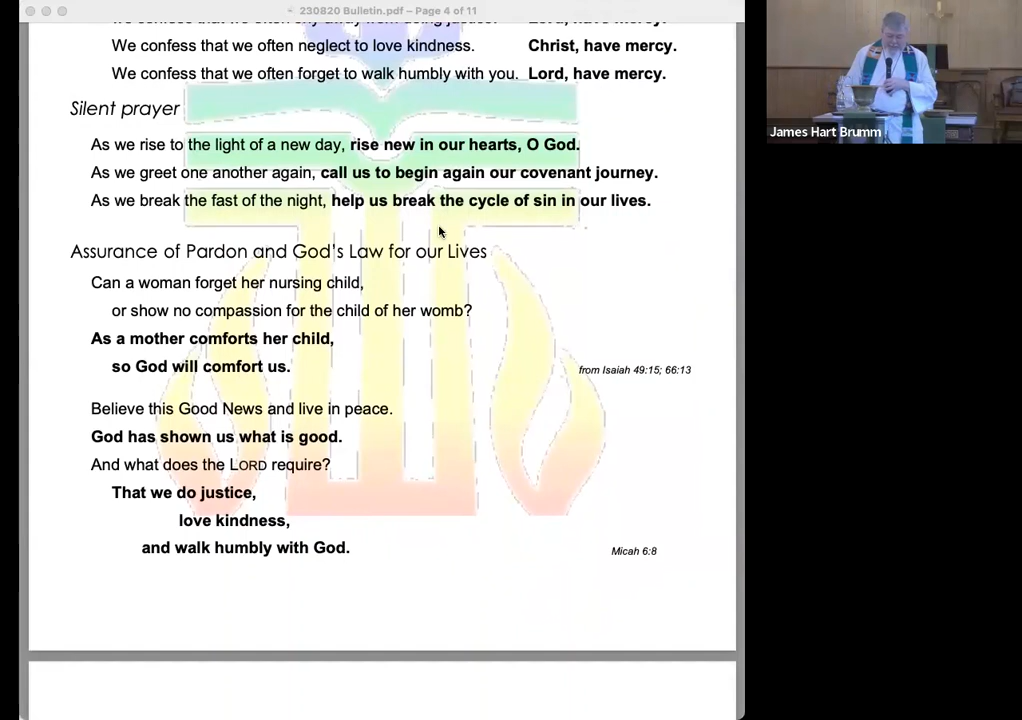 230820 Bulletin.pdf – Page 4 of 11
We confess that we often neglect to love kindness. Christ, have mercy.
We confess that we often forget to walk humbly with you. Lord, have mercy.
Silent prayer
As we rise to the light of a new day, rise new in our hearts, O God.
As we greet one another again, call us to begin again our covenant journey.
As we break the fast of the night, help us break the cycle of sin in our lives.
Assurance of Pardon and God's Law for our Lives
Can a woman forget her nursing child,
or show no compassion for the child of her womb?
As a mother comforts her child,
so God will comfort us.
from Isaiah 49:15; 66:13
Believe this Good News and live in peace.
God has shown us what is good.
And what does the LORD require?
That we do justice,
love kindness,
and walk humbly with God.
Micah 6:8
James Hart Brumm